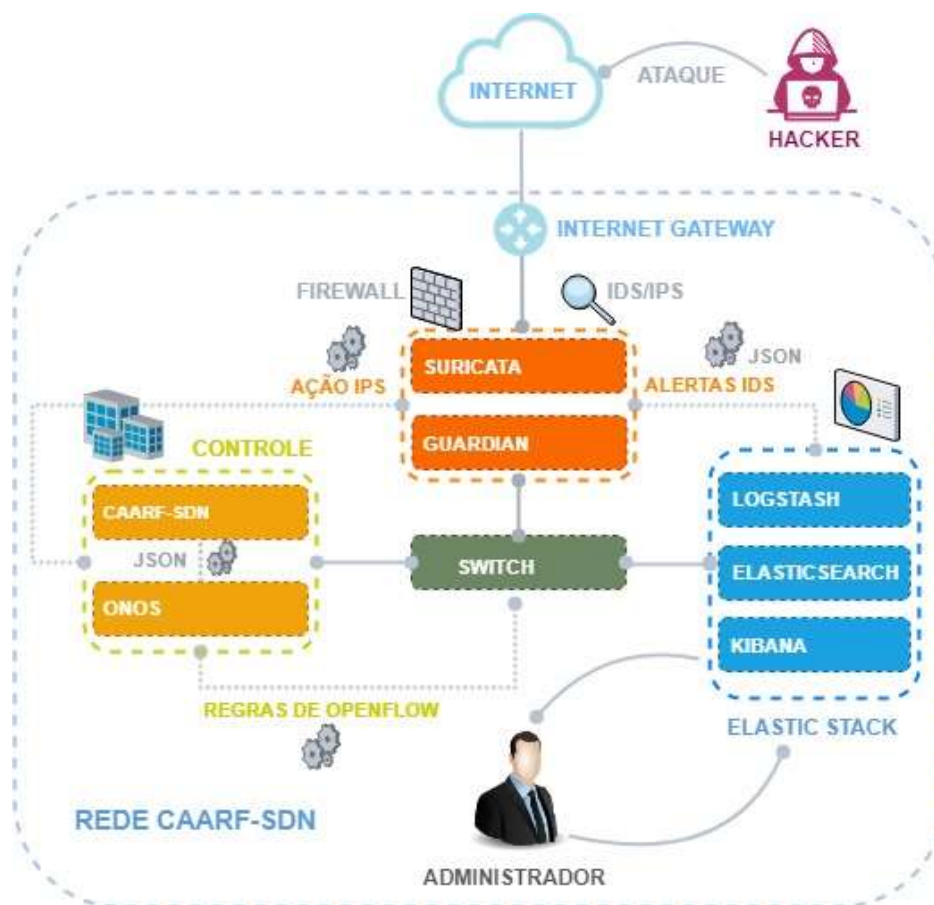 INTERNET
ATAQUE
HACKER
INTERNET GATEWAY
FIREWALL
IDS/IPS
AÇÃO IPS
SURICATA
GUARDIAN
JSON
ALERTAS IDS
CONTROLE
CAARF-SDN
JSON
ONOS
SWITCH
LOGSTASH
ELASTICSEARCH
KIBANA
ELASTIC STACK
REGRAS DE OPENFLOW
REDE CAARF-SDN
ADMINISTRADOR